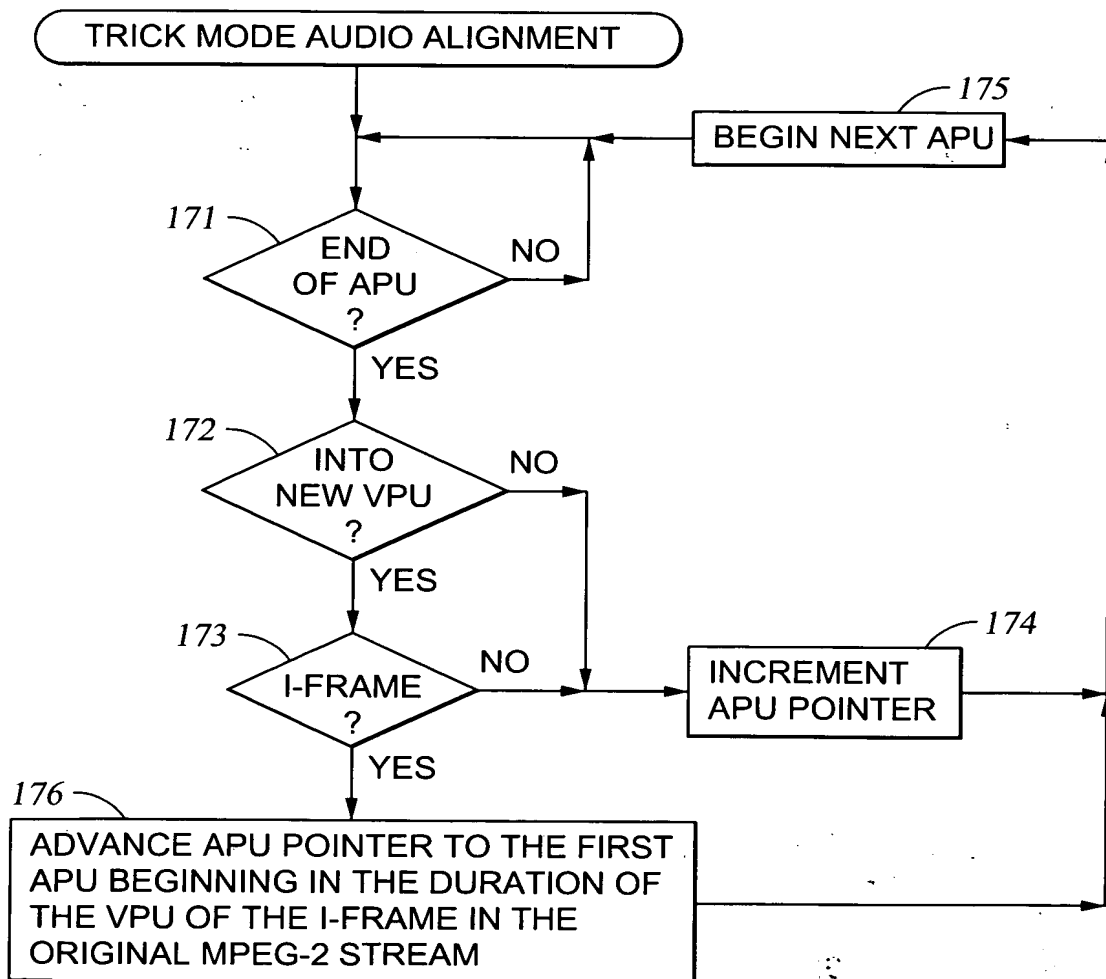 TRICK MODE AUDIO ALIGNMENT
175
BEGIN NEXT APU
171
END
OF APU
?
NO
YES
172
INTO
NEW VPU
?
NO
YES
173
I-FRAME
?
NO
174
INCREMENT
APU POINTER
YES
176
ADVANCE APU POINTER TO THE FIRST
APU BEGINNING IN THE DURATION OF
THE VPU OF THE I-FRAME IN THE
ORIGINAL MPEG-2 STREAM